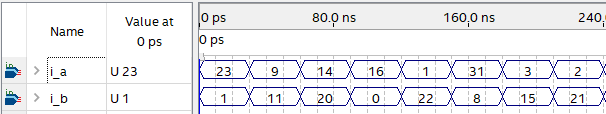 Name Value at 0 ps 0 ps 80.0 ns 160.0 ns 240.
0 ps
i_a U 23 23 9 14 16 1 31 3 2
i_b U 1 1 11 20 0 22 8 15 21